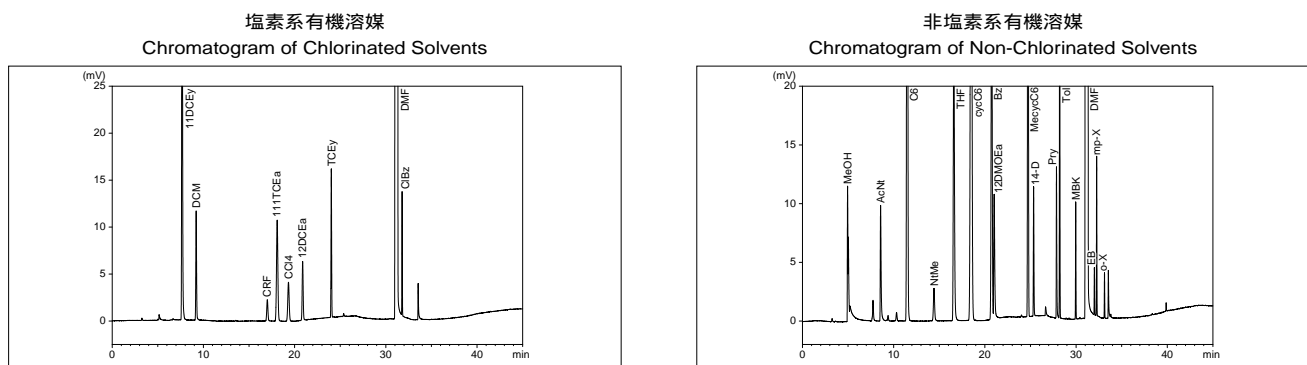 塩素系有機溶媒
Chromatogram of Chlorinated Solvents
(mV)
25
20
15
10
5
0
11DCEy
DCM
CRF
111TCEa
CCl4
12DCEa
TCEy
DMF
ClBz
0
10
20
30
40
min
非塩素系有機溶媒
Chromatogram of Non-Chlorinated Solvents
(mV)
20
15
10
5
0
MeOH
AcNt
C6
NtMe
THF
cycC6
Bz
12DMOEa
MecycC6
14-D
Pry
Tol
MBK
DMF
EB
mp-X
o-X
0
10
20
30
40
min